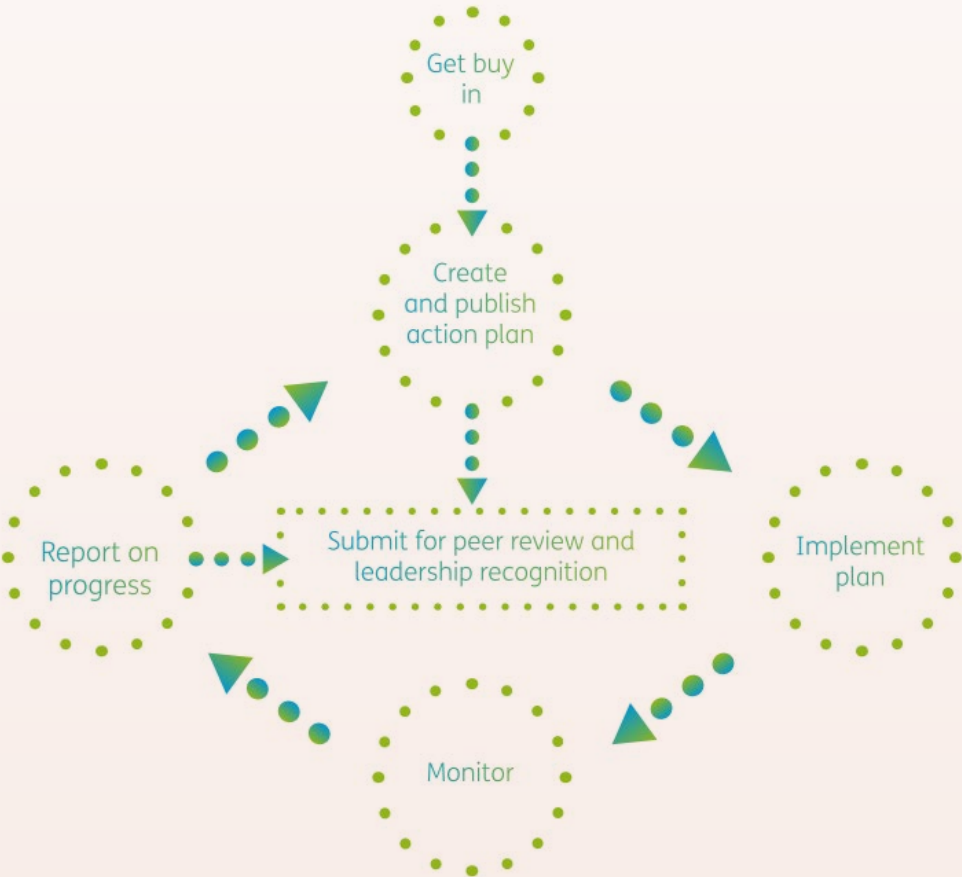 Get buy
in
Create
and publish
action plan
Report on
progress
Submit for peer review and
leadership recognition
Implement
plan
Monitor